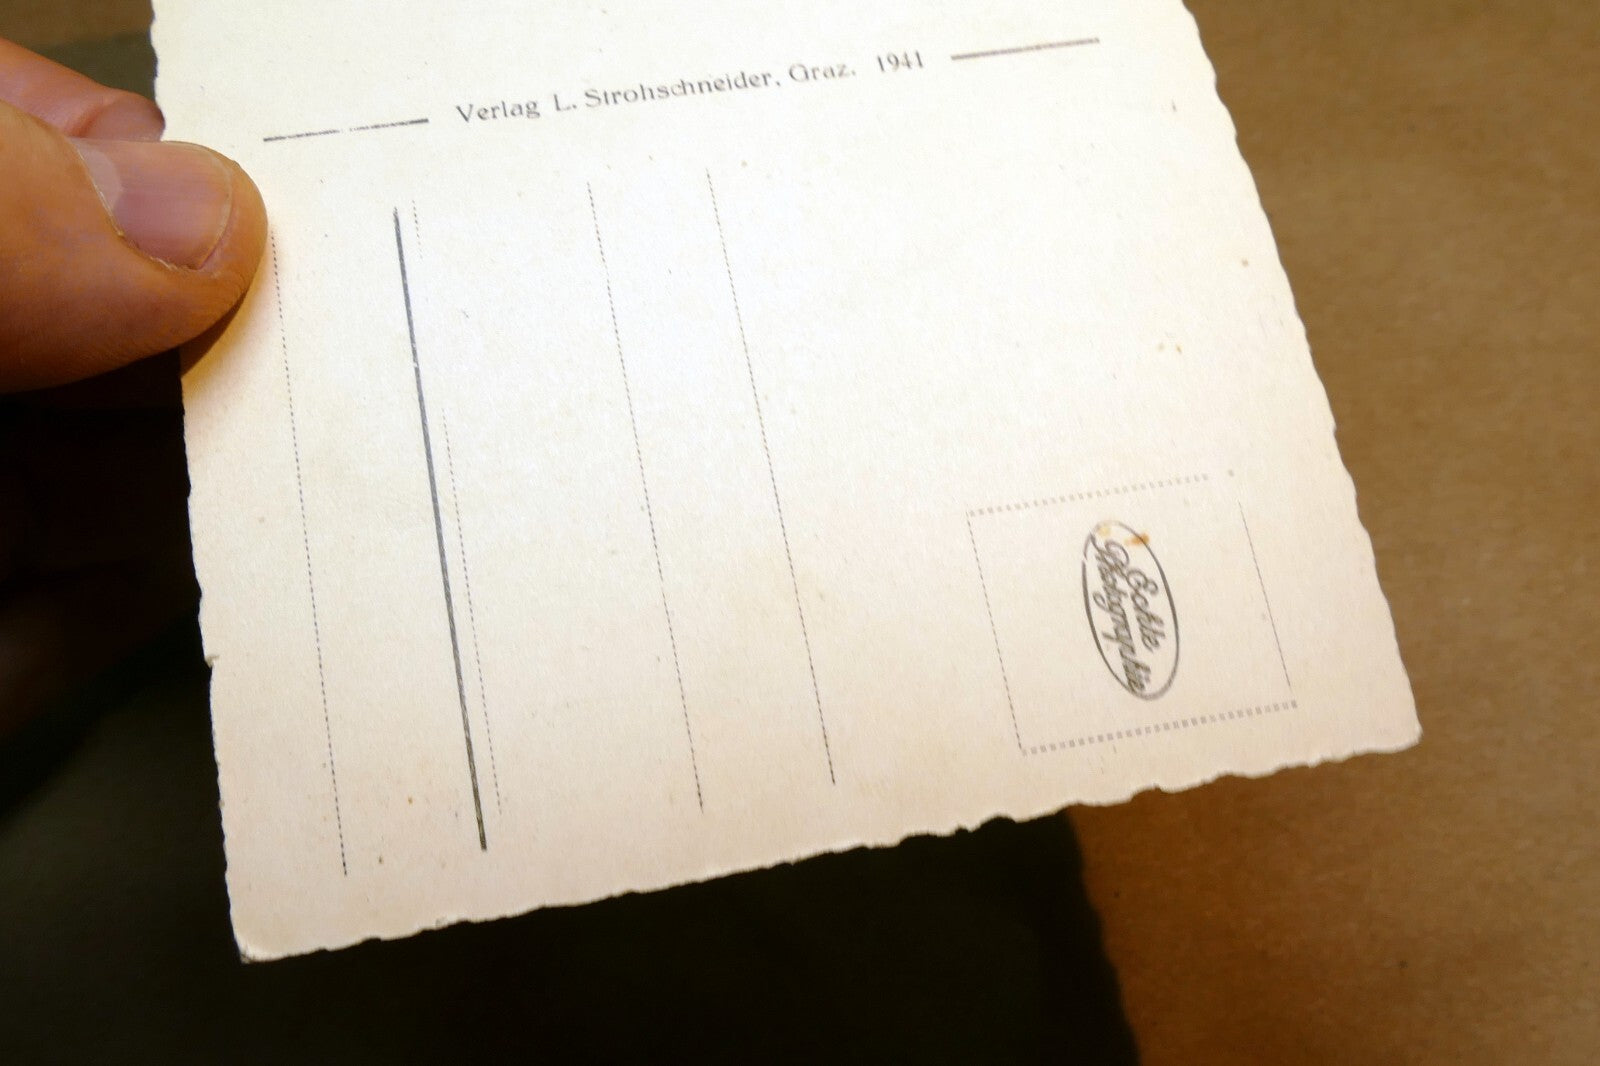 Verlag L. Strohschneider, Graz. 1941
Echte
Photographie